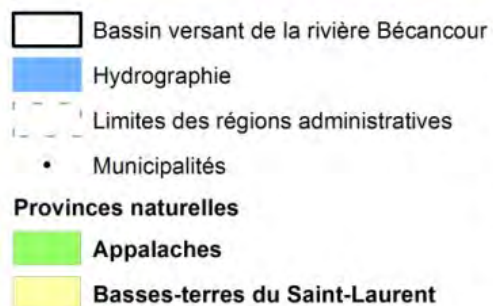 Bassin versant de la rivière Bécancour
Hydrographie
Limites des régions administratives
Municipalités
Provinces naturelles
Appalaches
Basses-terres du Saint-Laurent